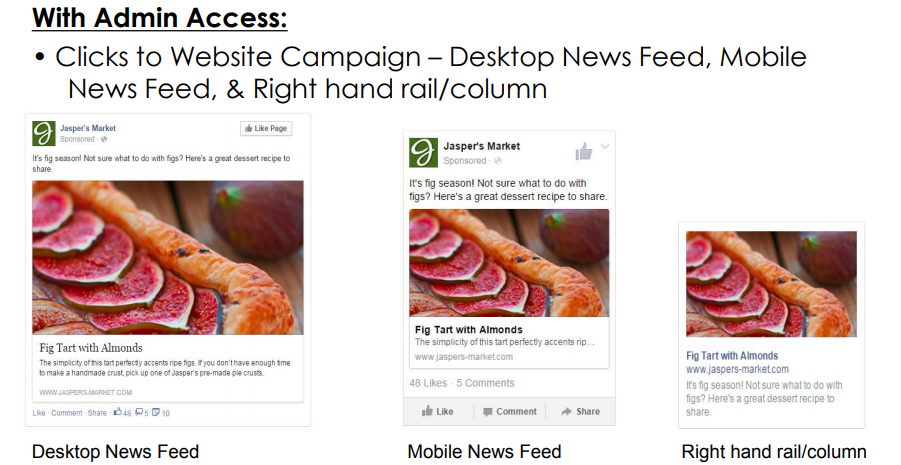 With Admin Access:
• Clicks to Website Campaign – Desktop News Feed, Mobile
News Feed, & Right hand rail/column
Jasper's Market
Sponsored ·
Like Page
It's fig season! Not sure what to do with figs? Here's a great dessert recipe to
share.
Fig Tart with Almonds
The simplicity of this tart perfectly accents ripe figs. If you don't have enough time
to make a handmade crust, pick up one of Jasper's pre-made pie crusts.
WWW.JASPERS-MARKET.COM
Like · Comment · Share · 48 5 10
Desktop News Feed
Jasper's Market
Sponsored ·
It's fig season! Not sure what to do with
figs? Here's a great dessert recipe to share.
Fig Tart with Almonds
The simplicity of this tart perfectly accents rip...
www.jaspers-market.com
48 Likes · 5 Comments
Like Comment Share
Mobile News Feed
Fig Tart with Almonds
www.jaspers-market.com
It's fig season! Not sure what to do with
figs? Here's a great dessert recipe to
share.
Right hand rail/column